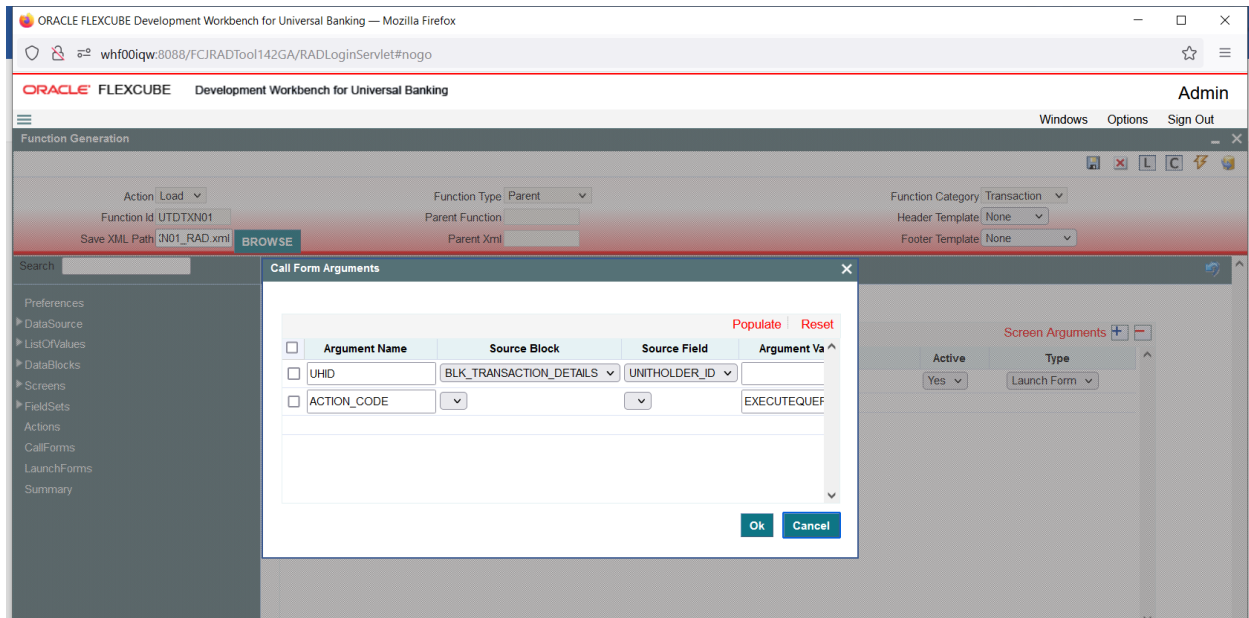 ORACLE FLEXCUBE Development Workbench for Universal Banking — Mozilla Firefox
whf00iqw:8088/FCJRADTool142GA/RADLoginServlet#nogo
ORACLE FLEXCUBE Development Workbench for Universal Banking
Admin
Windows Options Sign Out
Function Generation
L C
Action Load Function Type Parent Function Category Transaction
Function Id UTDTXN01 Parent Function Header Template None
Save XML Path :N01_RAD.xml BROWSE Parent Xml Footer Template None
Search
Preferences
DataSource
ListOfValues
DataBlocks
Screens
FieldSets
Actions
CallForms
LaunchForms
Summary
Call Form Arguments
Populate Reset
Argument Name Source Block Source Field Argument Va
UHID BLK_TRANSACTION_DETAILS UNITHOLDER_ID
ACTION_CODE EXECUTEQUER
Ok Cancel
Screen Arguments
Active Type
Yes Launch Form